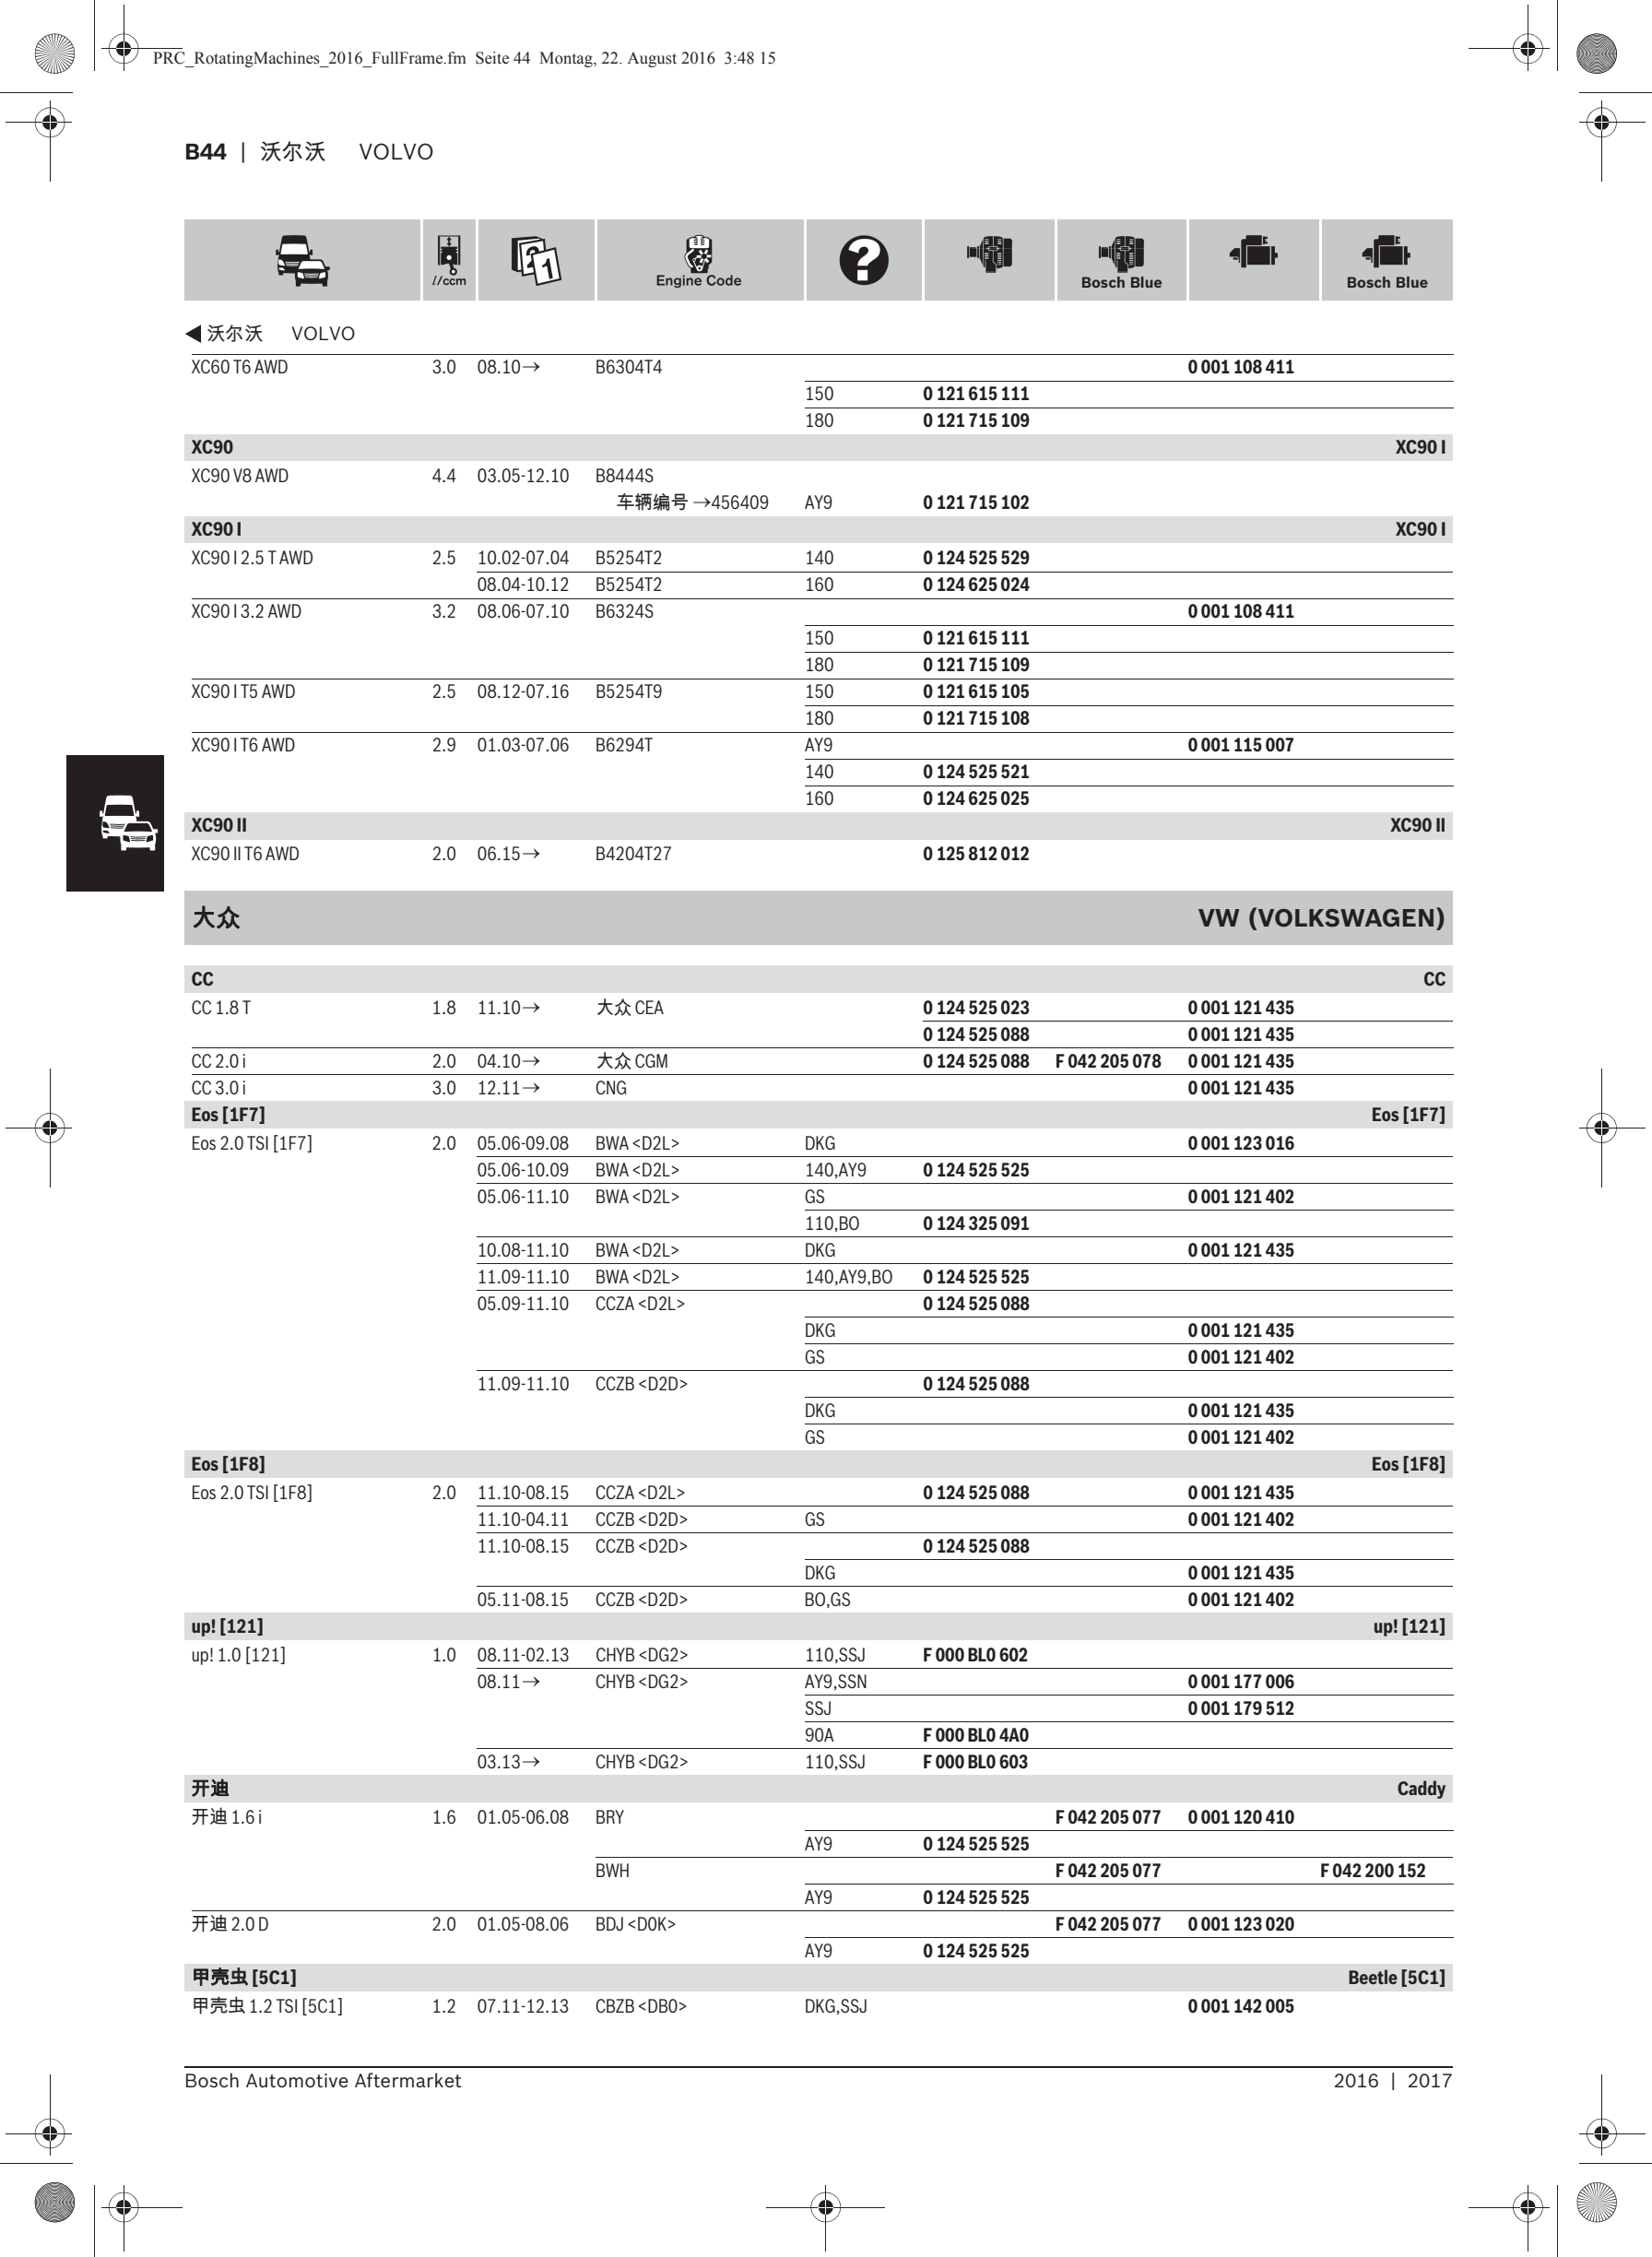 PRC_RotatingMachines_2016_FullFrame.fm Seite 44 Montag, 22. August 2016 3:48 15
B44 | 沃尔沃 VOLVO
l/ccm Engine Code Bosch Blue Bosch Blue
沃尔沃 VOLVO
XC60 T6 AWD 3.0 08.10→ B6304T4 0 001 108 411
150 0 121 615 111
180 0 121 715 109
XC90 XC90 I
XC90 V8 AWD 4.4 03.05-12.10 B8444S
车辆编号 →456409 AY9 0 121 715 102
XC90 I XC90 I
XC90 I 2.5 T AWD 2.5 10.02-07.04 B5254T2 140 0 124 525 529
08.04-10.12 B5254T2 160 0 124 625 024
XC90 I 3.2 AWD 3.2 08.06-07.10 B6324S 0 001 108 411
150 0 121 615 111
180 0 121 715 109
XC90 I T5 AWD 2.5 08.12-07.16 B5254T9 150 0 121 615 105
180 0 121 715 108
XC90 I T6 AWD 2.9 01.03-07.06 B6294T AY9 0 001 115 007
140 0 124 525 521
160 0 124 625 025
XC90 II XC90 II
XC90 II T6 AWD 2.0 06.15→ B4204T27 0 125 812 012
大众 VW (VOLKSWAGEN)
CC CC
CC 1.8 T 1.8 11.10→ 大众 CEA 0 124 525 023 0 001 121 435
0 124 525 088 0 001 121 435
CC 2.0 i 2.0 04.10→ 大众 CGM 0 124 525 088 F 042 205 078 0 001 121 435
CC 3.0 i 3.0 12.11→ CNG 0 001 121 435
Eos [1F7] Eos [1F7]
Eos 2.0 TSI [1F7] 2.0 05.06-09.08 BWA <D2L> DKG 0 001 123 016
05.06-10.09 BWA <D2L> 140,AY9 0 124 525 525
05.06-11.10 BWA <D2L> GS 0 001 121 402
110,BO 0 124 325 091
10.08-11.10 BWA <D2L> DKG 0 001 121 435
11.09-11.10 BWA <D2L> 140,AY9,BO 0 124 525 525
05.09-11.10 CCZA <D2L> 0 124 525 088
DKG 0 001 121 435
GS 0 001 121 402
11.09-11.10 CCZB <D2D> 0 124 525 088
DKG 0 001 121 435
GS 0 001 121 402
Eos [1F8] Eos [1F8]
Eos 2.0 TSI [1F8] 2.0 11.10-08.15 CCZA <D2L> 0 124 525 088 0 001 121 435
11.10-04.11 CCZB <D2D> GS 0 001 121 402
11.10-08.15 CCZB <D2D> 0 124 525 088
DKG 0 001 121 435
05.11-08.15 CCZB <D2D> BO,GS 0 001 121 402
up! [121] up! [121]
up! 1.0 [121] 1.0 08.11-02.13 CHYB <DG2> 110,SSJ F 000 BL0 602
08.11→ CHYB <DG2> AY9,SSN 0 001 177 006
SSJ 0 001 179 512
90A F 000 BL0 4A0
03.13→ CHYB <DG2> 110,SSJ F 000 BL0 603
开迪 Caddy
开迪 1.6 i 1.6 01.05-06.08 BRY F 042 205 077 0 001 120 410
AY9 0 124 525 525
BWH F 042 205 077 F 042 200 152
AY9 0 124 525 525
开迪 2.0 D 2.0 01.05-08.06 BDJ <D0K> F 042 205 077 0 001 123 020
AY9 0 124 525 525
甲壳虫 [5C1] Beetle [5C1]
甲壳虫 1.2 TSI [5C1] 1.2 07.11-12.13 CBZB <DB0> DKG,SSJ 0 001 142 005
Bosch Automotive Aftermarket 2016 | 2017